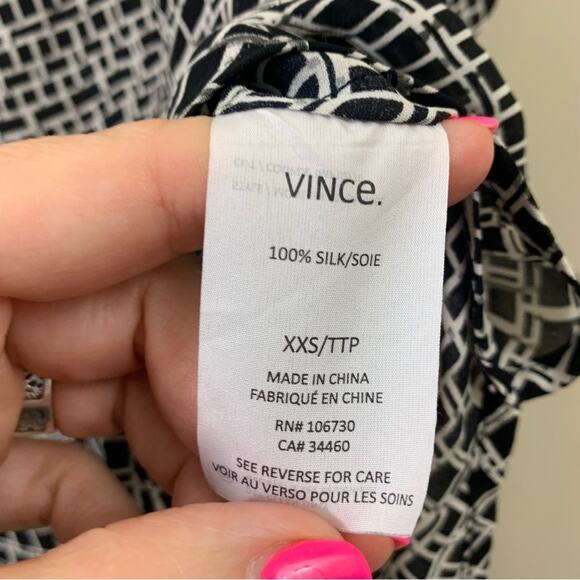 VINCE.
100% SILK/SOIE
XXS/TTP
MADE IN CHINA
FABRIQUÉ EN CHINE
RN# 106730
CA# 34460
SEE REVERSE FOR CARE
VOIR AU VERSO POUR LES SOINS